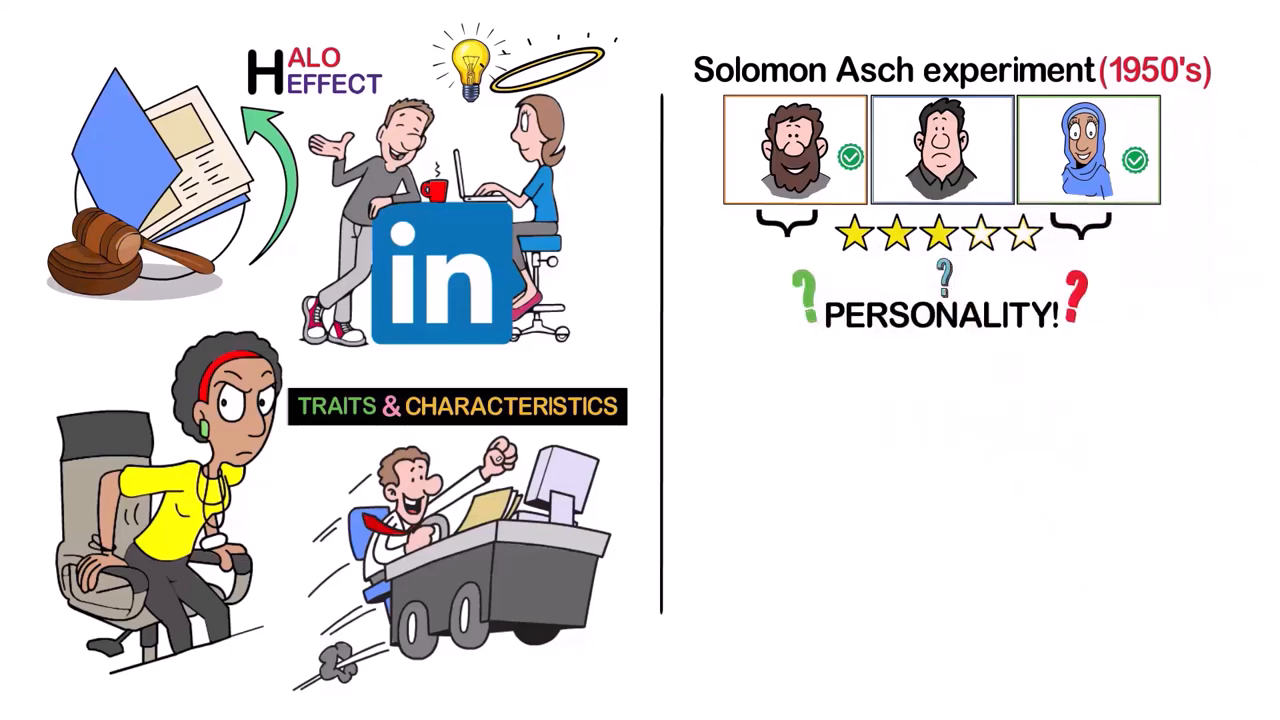 HALO
EFFECT
in
TRAITS & CHARACTERISTICS
Solomon Asch experiment (1950's)
? ? ?
PERSONALITY!